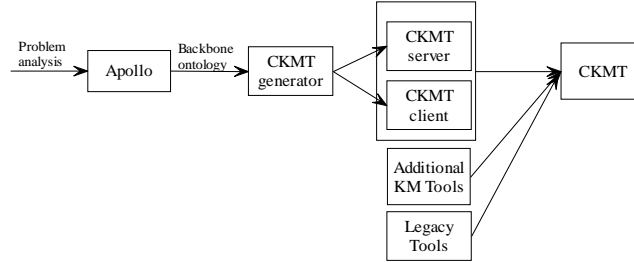 Problem
analysis
Apollo
Backbone
ontology
CKMT
generator
CKMT
server
CKMT
client
CKMT
Additional
KM Tools
Legacy
Tools